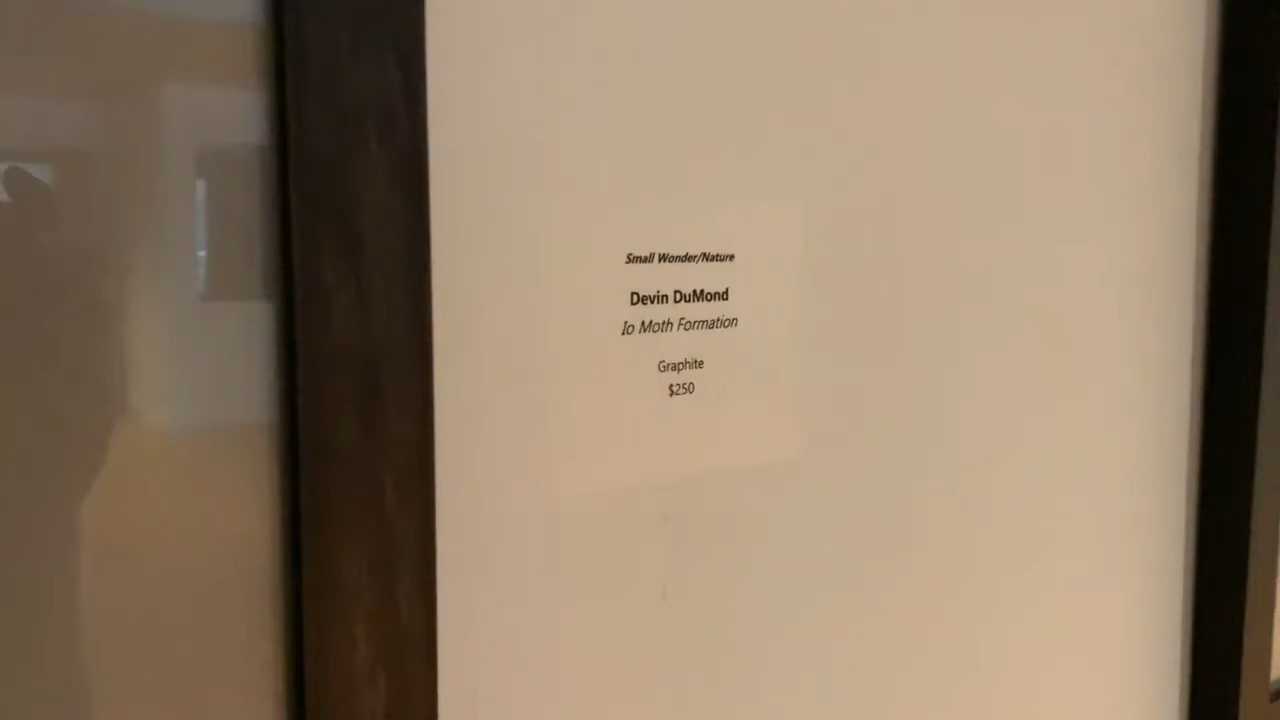 Small Wonder/Nature
Devin DuMond
Io Moth Formation
Graphite
$250